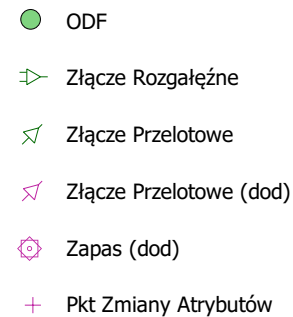 ODF
Złącze Rozgałęźne
Złącze Przelotowe
Złącze Przelotowe (dod)
Zapas (dod)
Pkt Zmiany Atrybutów